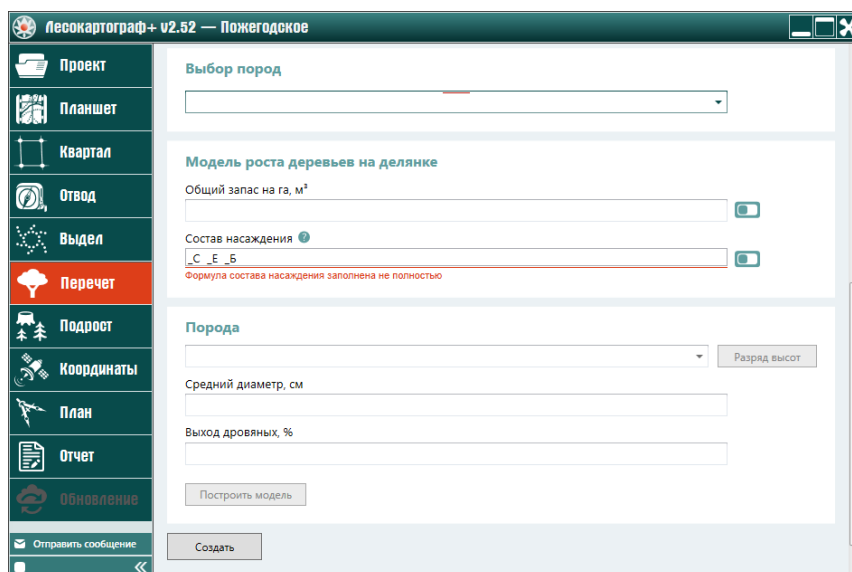 Лесокартограф+ v2.52 — Пожегодское
Проект
Планшет
Квартал
Отвод
Выдел
Перечет
Подрост
Координаты
План
Отчет
Обновление
Отправить сообщение
Выбор пород
Модель роста деревьев на делянке
Общий запас на га, м³
Состав насаждения ?
_С _Е _Б
Формула состава насаждения заполнена не полностью
Порода
Разряд высот
Средний диаметр, см
Выход дровяных, %
Построить модель
Создать